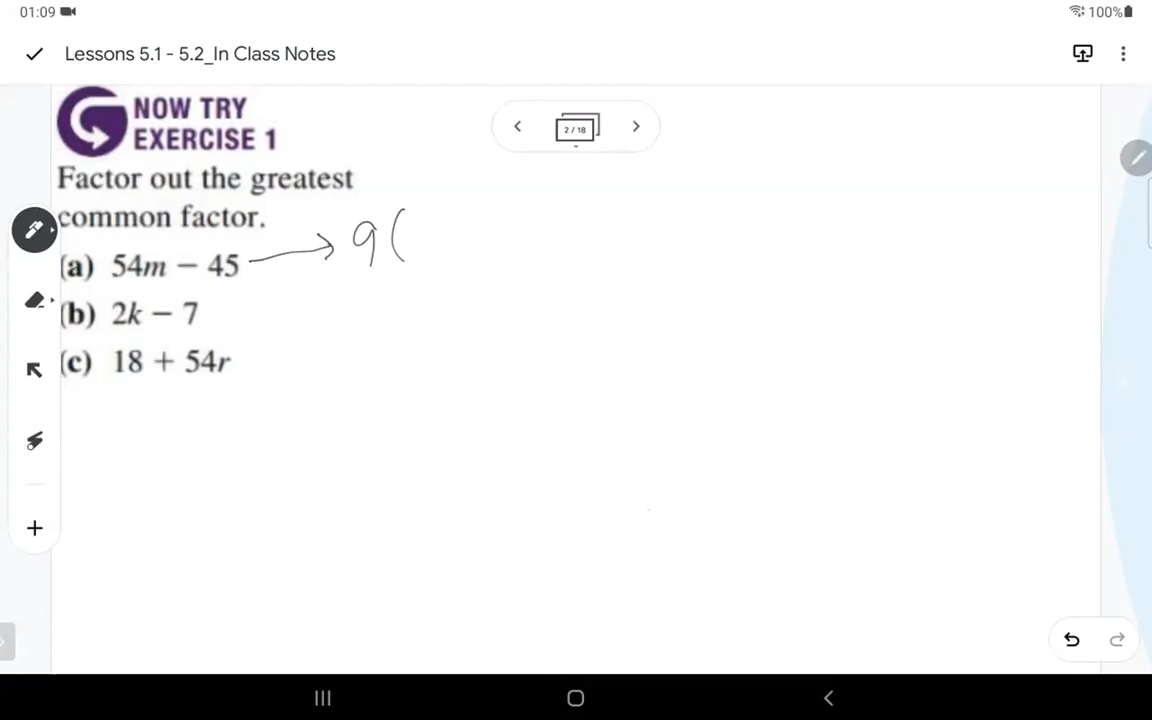 01:09 100%
Lessons 5.1 - 5.2_In Class Notes
NOW TRY
EXERCISE 1
2 / 18
Factor out the greatest
common factor.
(a) 54m − 45 → 9(
(b) 2k − 7
(c) 18 + 54r